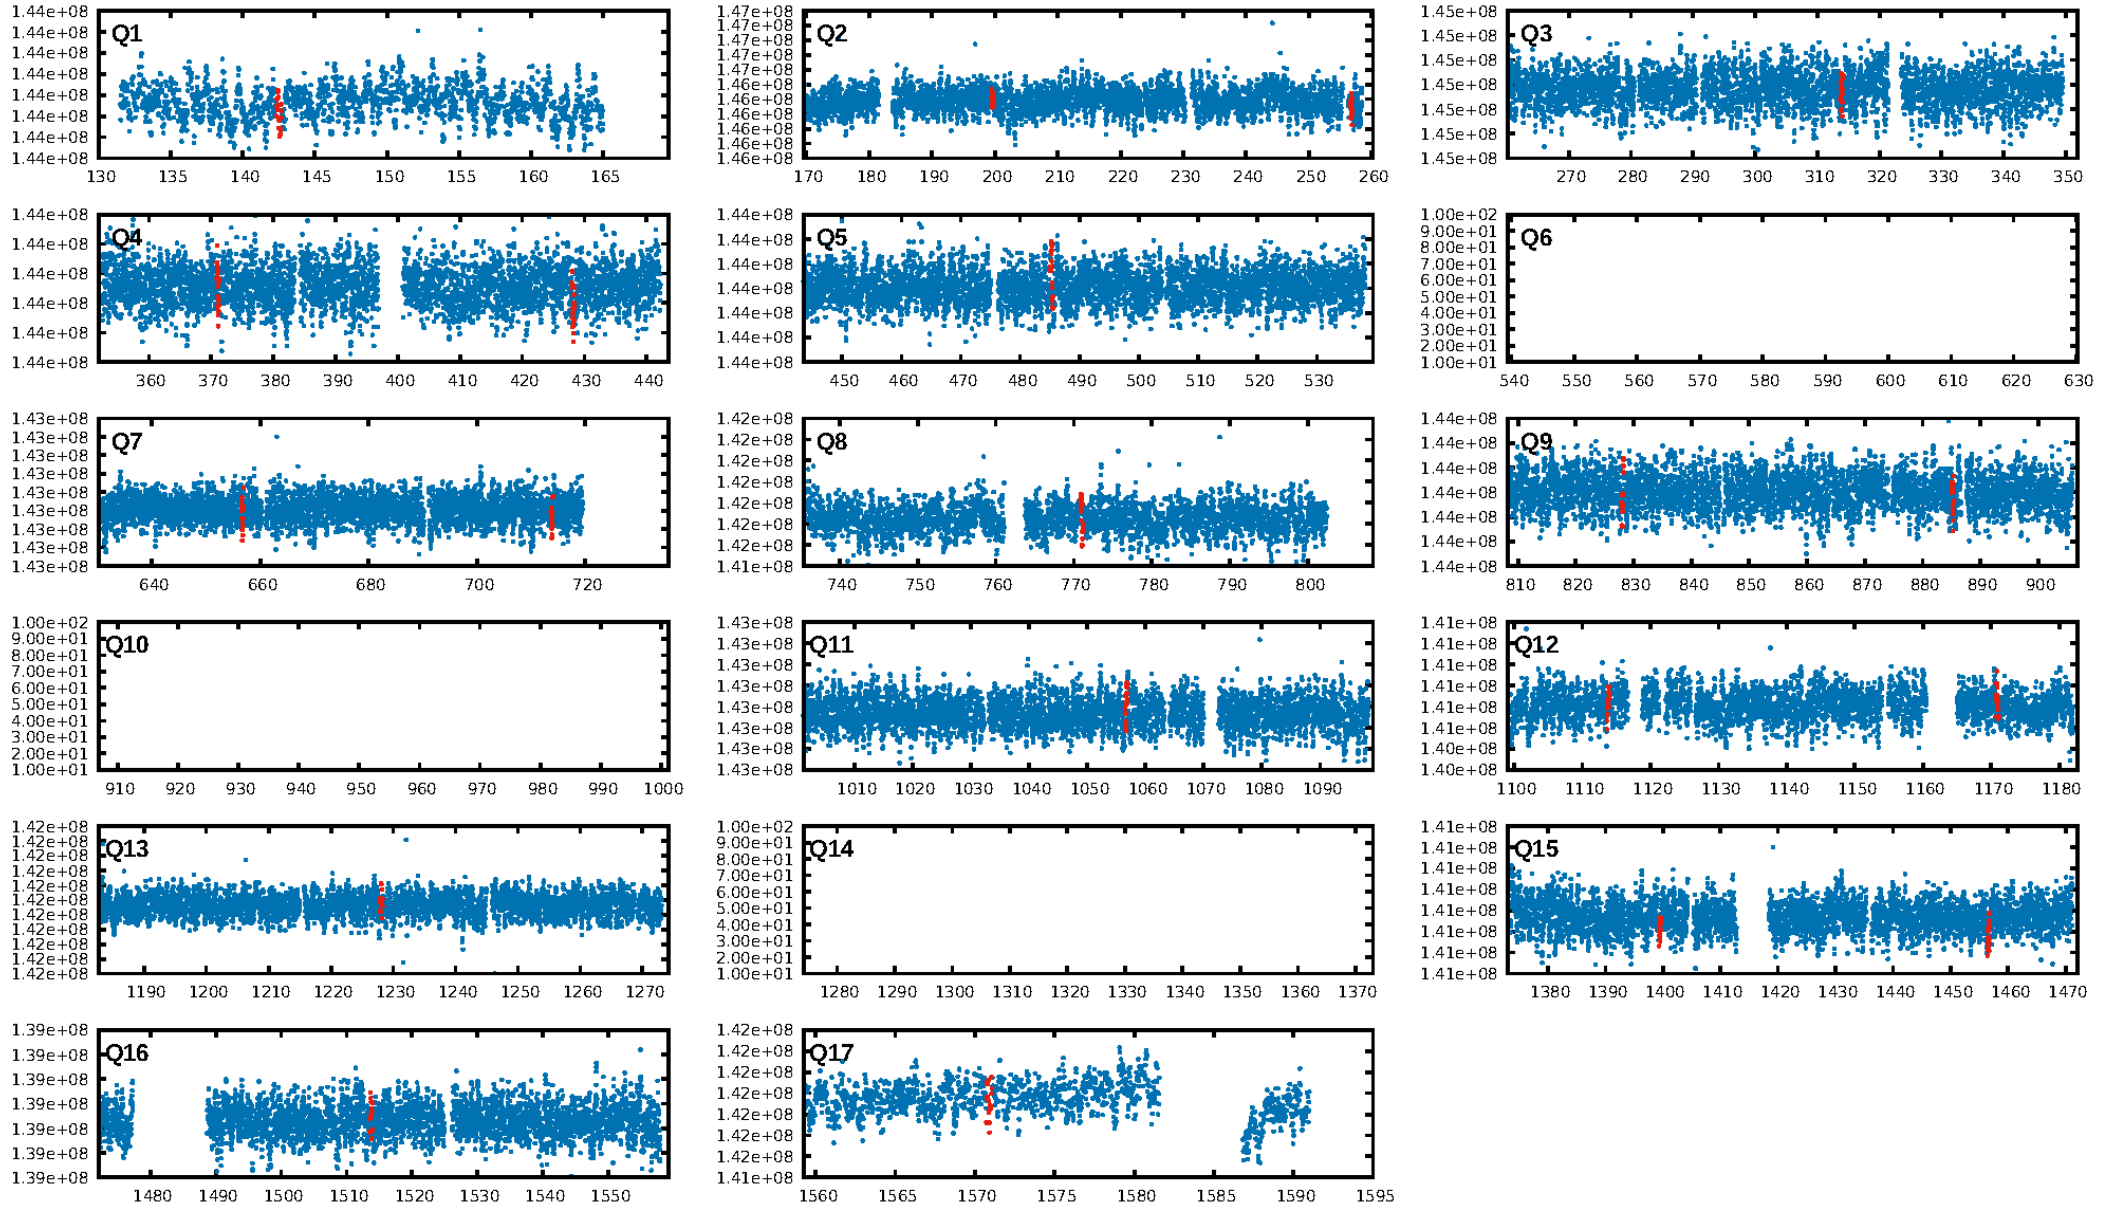 1.44e+08
1.44e+08
1.44e+08
1.44e+08
1.44e+08
1.44e+08
1.44e+08
1.44e+08
Q1
130 135 140 145 150 155 160 165
1.47e+08
1.47e+08
1.47e+08
1.47e+08
1.47e+08
1.46e+08
1.46e+08
1.46e+08
1.46e+08
1.46e+08
1.46e+08
Q2
170 180 190 200 210 220 230 240 250 260
1.45e+08
1.45e+08
1.45e+08
1.45e+08
1.45e+08
1.45e+08
1.45e+08
Q3
270 280 290 300 310 320 330 340 350
1.44e+08
1.44e+08
1.44e+08
1.44e+08
1.44e+08
1.44e+08
Q4
360 370 380 390 400 410 420 430 440
1.44e+08
1.44e+08
1.44e+08
1.44e+08
1.44e+08
1.44e+08
1.44e+08
Q5
450 460 470 480 490 500 510 520 530
1.00e+02
9.00e+01
8.00e+01
7.00e+01
6.00e+01
5.00e+01
4.00e+01
3.00e+01
2.00e+01
1.00e+01
Q6
540 550 560 570 580 590 600 610 620 630
1.43e+08
1.43e+08
1.43e+08
1.43e+08
1.43e+08
1.43e+08
1.43e+08
1.43e+08
1.43e+08
Q7
640 660 680 700 720
1.42e+08
1.42e+08
1.42e+08
1.42e+08
1.42e+08
1.42e+08
1.42e+08
1.41e+08
Q8
740 750 760 770 780 790 800
1.44e+08
1.44e+08
1.44e+08
1.44e+08
1.44e+08
1.44e+08
1.44e+08
Q9
810 820 830 840 850 860 870 880 890 900
1.00e+02
9.00e+01
8.00e+01
7.00e+01
6.00e+01
5.00e+01
4.00e+01
3.00e+01
2.00e+01
1.00e+01
Q10
910 920 930 940 950 960 970 980 990 1000
1.43e+08
1.43e+08
1.43e+08
1.43e+08
1.43e+08
1.43e+08
1.43e+08
1.43e+08
Q11
1010 1020 1030 1040 1050 1060 1070 1080 1090
1.41e+08
1.41e+08
1.41e+08
1.41e+08
1.41e+08
1.41e+08
1.40e+08
1.40e+08
Q12
1100 1110 1120 1130 1140 1150 1160 1170 1180
1.42e+08
1.42e+08
1.42e+08
1.42e+08
1.42e+08
1.42e+08
1.42e+08
1.42e+08
1.42e+08
1.42e+08
1.42e+08
Q13
1190 1200 1210 1220 1230 1240 1250 1260 1270
1.00e+02
9.00e+01
8.00e+01
7.00e+01
6.00e+01
5.00e+01
4.00e+01
3.00e+01
2.00e+01
1.00e+01
Q14
1280 1290 1300 1310 1320 1330 1340 1350 1360 1370
1.41e+08
1.41e+08
1.41e+08
1.41e+08
1.41e+08
1.41e+08
1.41e+08
1.41e+08
Q15
1380 1390 1400 1410 1420 1430 1440 1450 1460 1470
1.39e+08
1.39e+08
1.39e+08
1.39e+08
1.39e+08
1.39e+08
1.39e+08
Q16
1480 1490 1500 1510 1520 1530 1540 1550
1.42e+08
1.42e+08
1.42e+08
1.42e+08
1.42e+08
1.42e+08
1.42e+08
1.41e+08
Q17
1560 1565 1570 1575 1580 1585 1590 1595